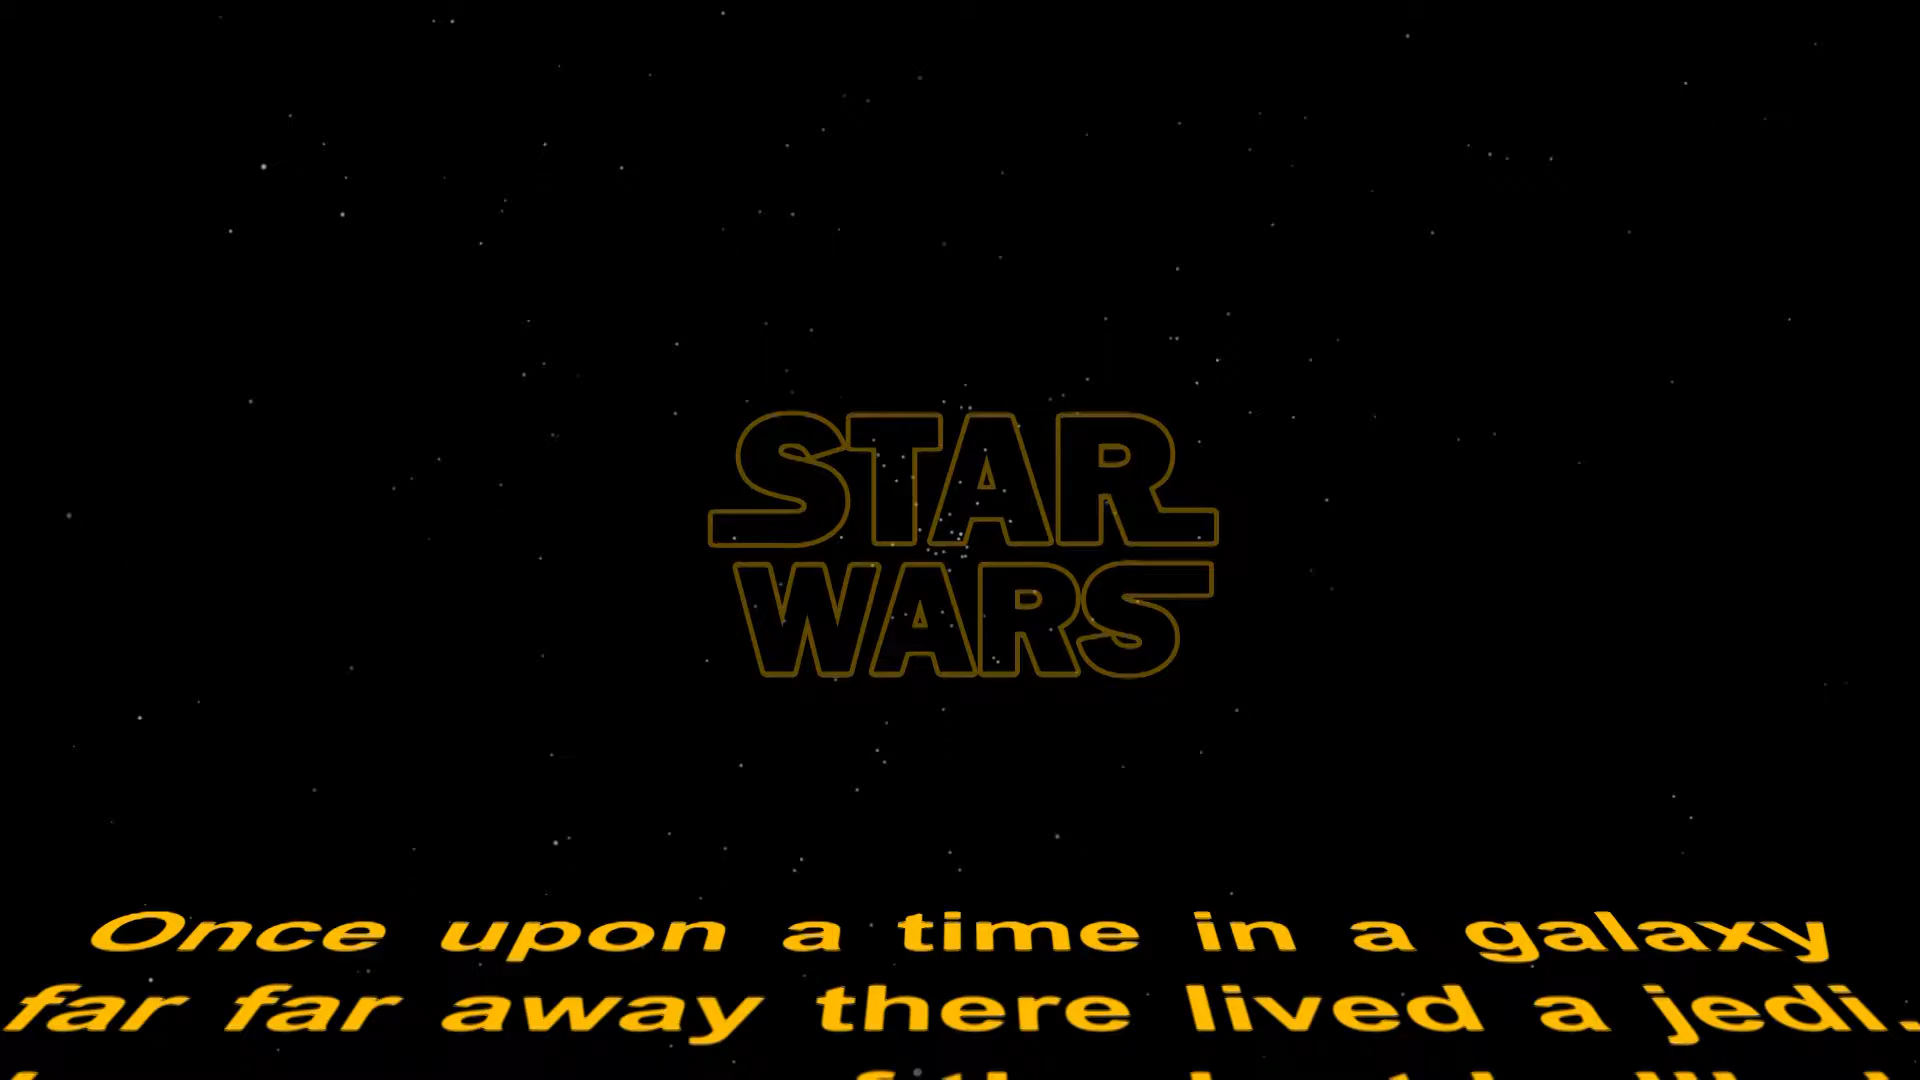 STAR
WARS
Once upon a time in a galaxy
far far away there lived a jedi.